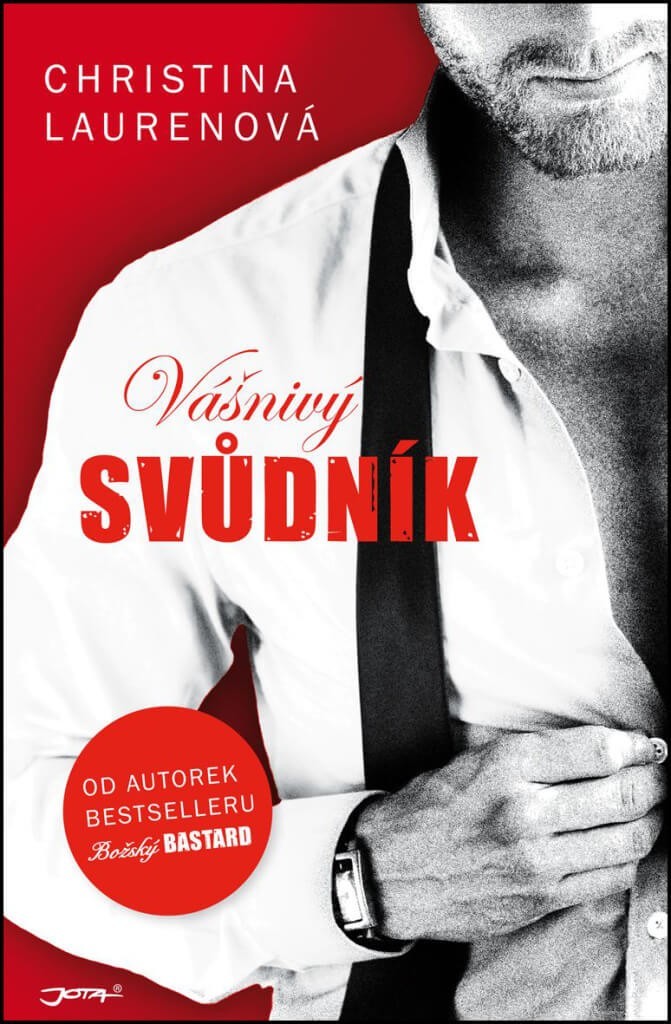 CHRISTINA
LAURENOVÁ
Vášnivý
SVŮDNÍK
OD AUTOREK
BESTSELLERU
Božský BASTARD
JOTA®